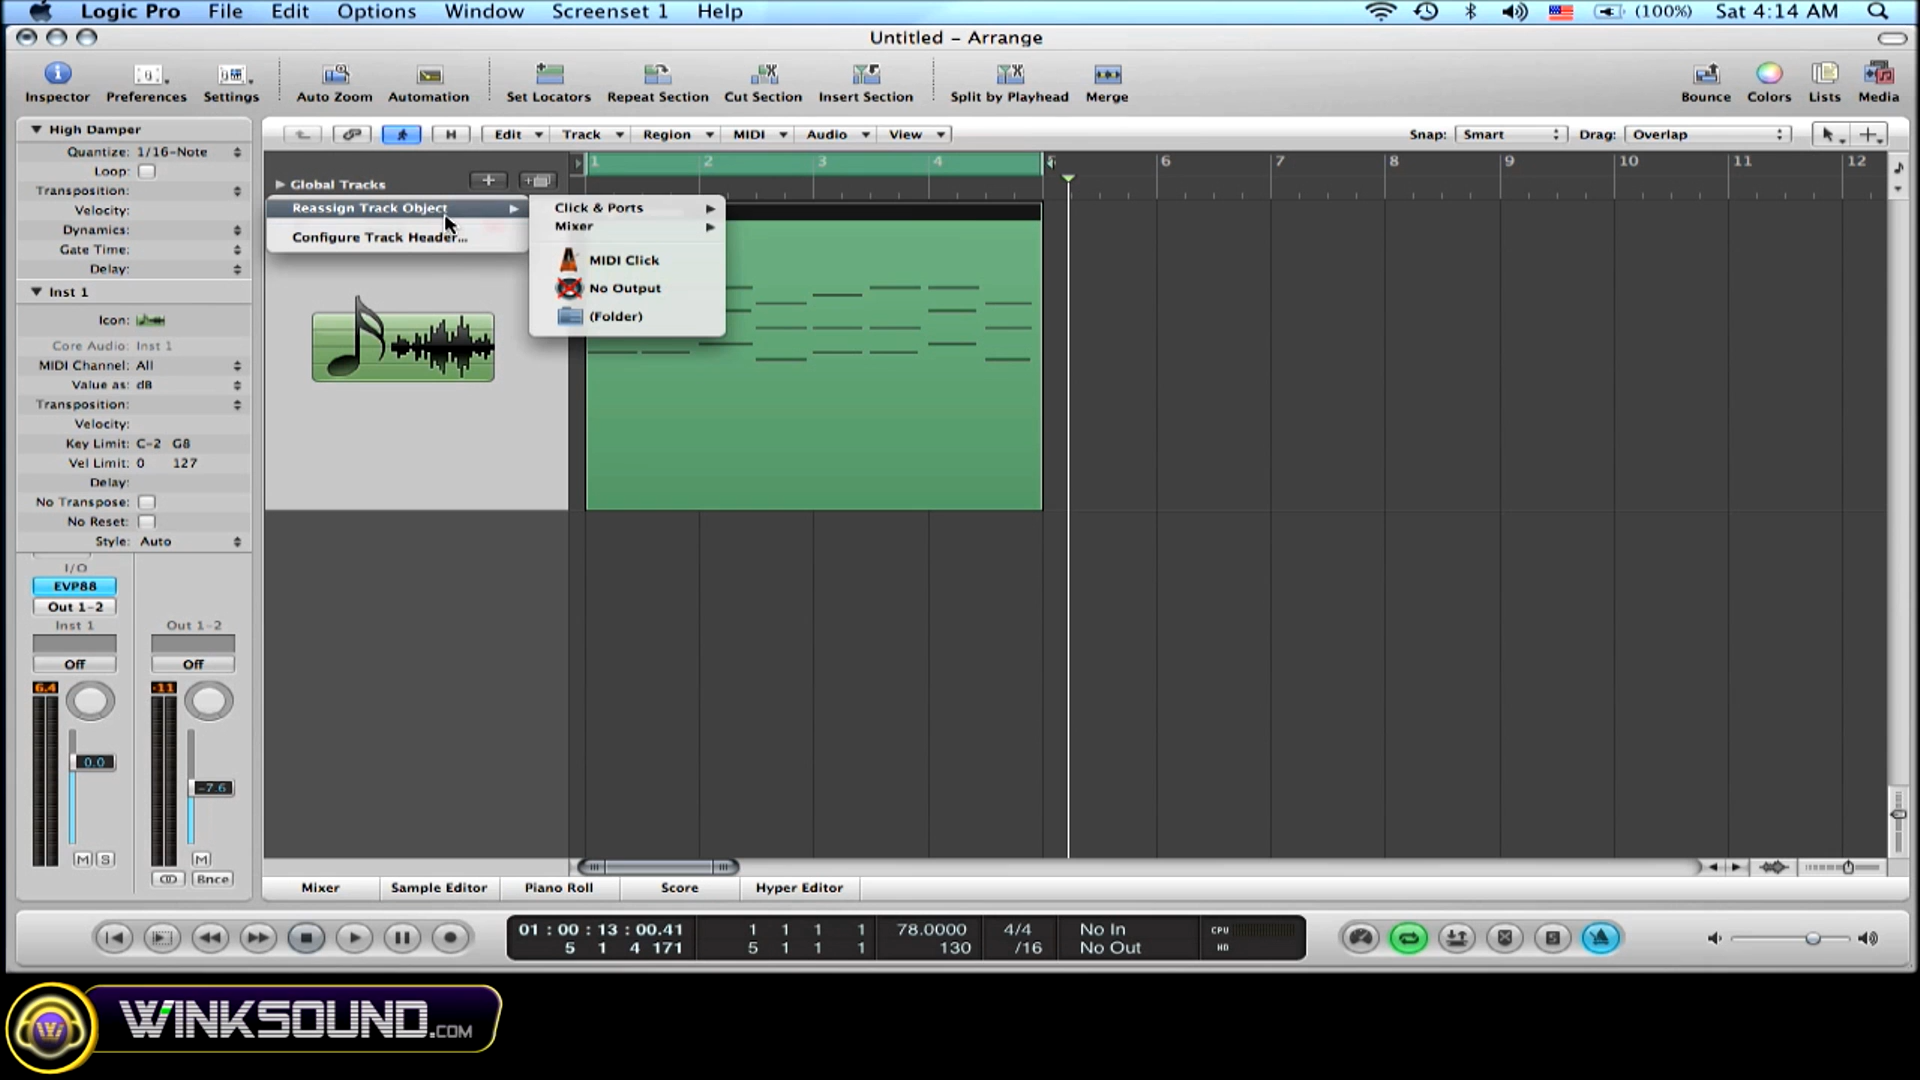 Logic Pro File Edit Options Window Screenset 1 Help (100%) Sat 4:14 AM
Untitled – Arrange
Inspector Preferences Settings Auto Zoom Automation Set Locators Repeat Section Cut Section Insert Section Split by Playhead Merge Bounce Colors Lists Media
High Damper
Edit Track Region MIDI Audio View Snap: Smart Drag: Overlap
Quantize: 1/16-Note
Loop:
Transposition:
Velocity:
Dynamics:
Gate Time:
Delay:
Global Tracks
1 2 3 4 5 6 7 8 9 10 11 12
Reassign Track Object
Configure Track Header...
Click & Ports
Mixer
MIDI Click
No Output
(Folder)
Inst 1
Icon:
Core Audio: Inst 1
MIDI Channel: All
Value as: dB
Transposition:
Velocity:
Key Limit: C-2 G8
Vel Limit: 0 127
Delay:
No Transpose:
No Reset:
Style: Auto
I/O
EVP88
Out 1-2
Inst 1 Out 1-2
Off Off
6.4 -11
0.0
-7.6
M S M
Bnce
Mixer Sample Editor Piano Roll Score Hyper Editor
01 : 00 : 13 : 00.41 1 1 1 1 78.0000 4/4 No In CPU
5 1 4 171 5 1 1 1 130 /16 No Out HD
WINKSOUND.COM